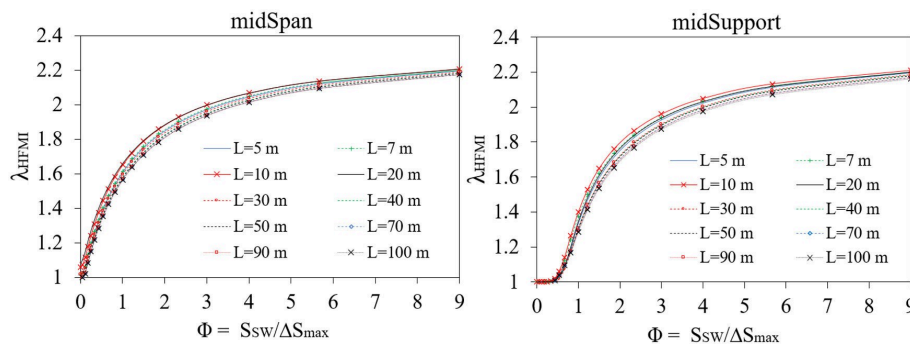 midSpan
2.4
2.2
2
1.8
1.6
1.4
1.2
1
λHFMI
L=5 m L=7 m
L=10 m L=20 m
L=30 m L=40 m
L=50 m L=70 m
L=90 m L=100 m
0 1 2 3 4 5 6 7 8 9
Φ = SSW/ΔSmax
midSupport
2.4
2.2
2
1.8
1.6
1.4
1.2
1
λHFMI
L=5 m L=7 m
L=10 m L=20 m
L=30 m L=40 m
L=50 m L=70 m
L=90 m L=100 m
0 1 2 3 4 5 6 7 8 9
Φ = SSW/ΔSmax